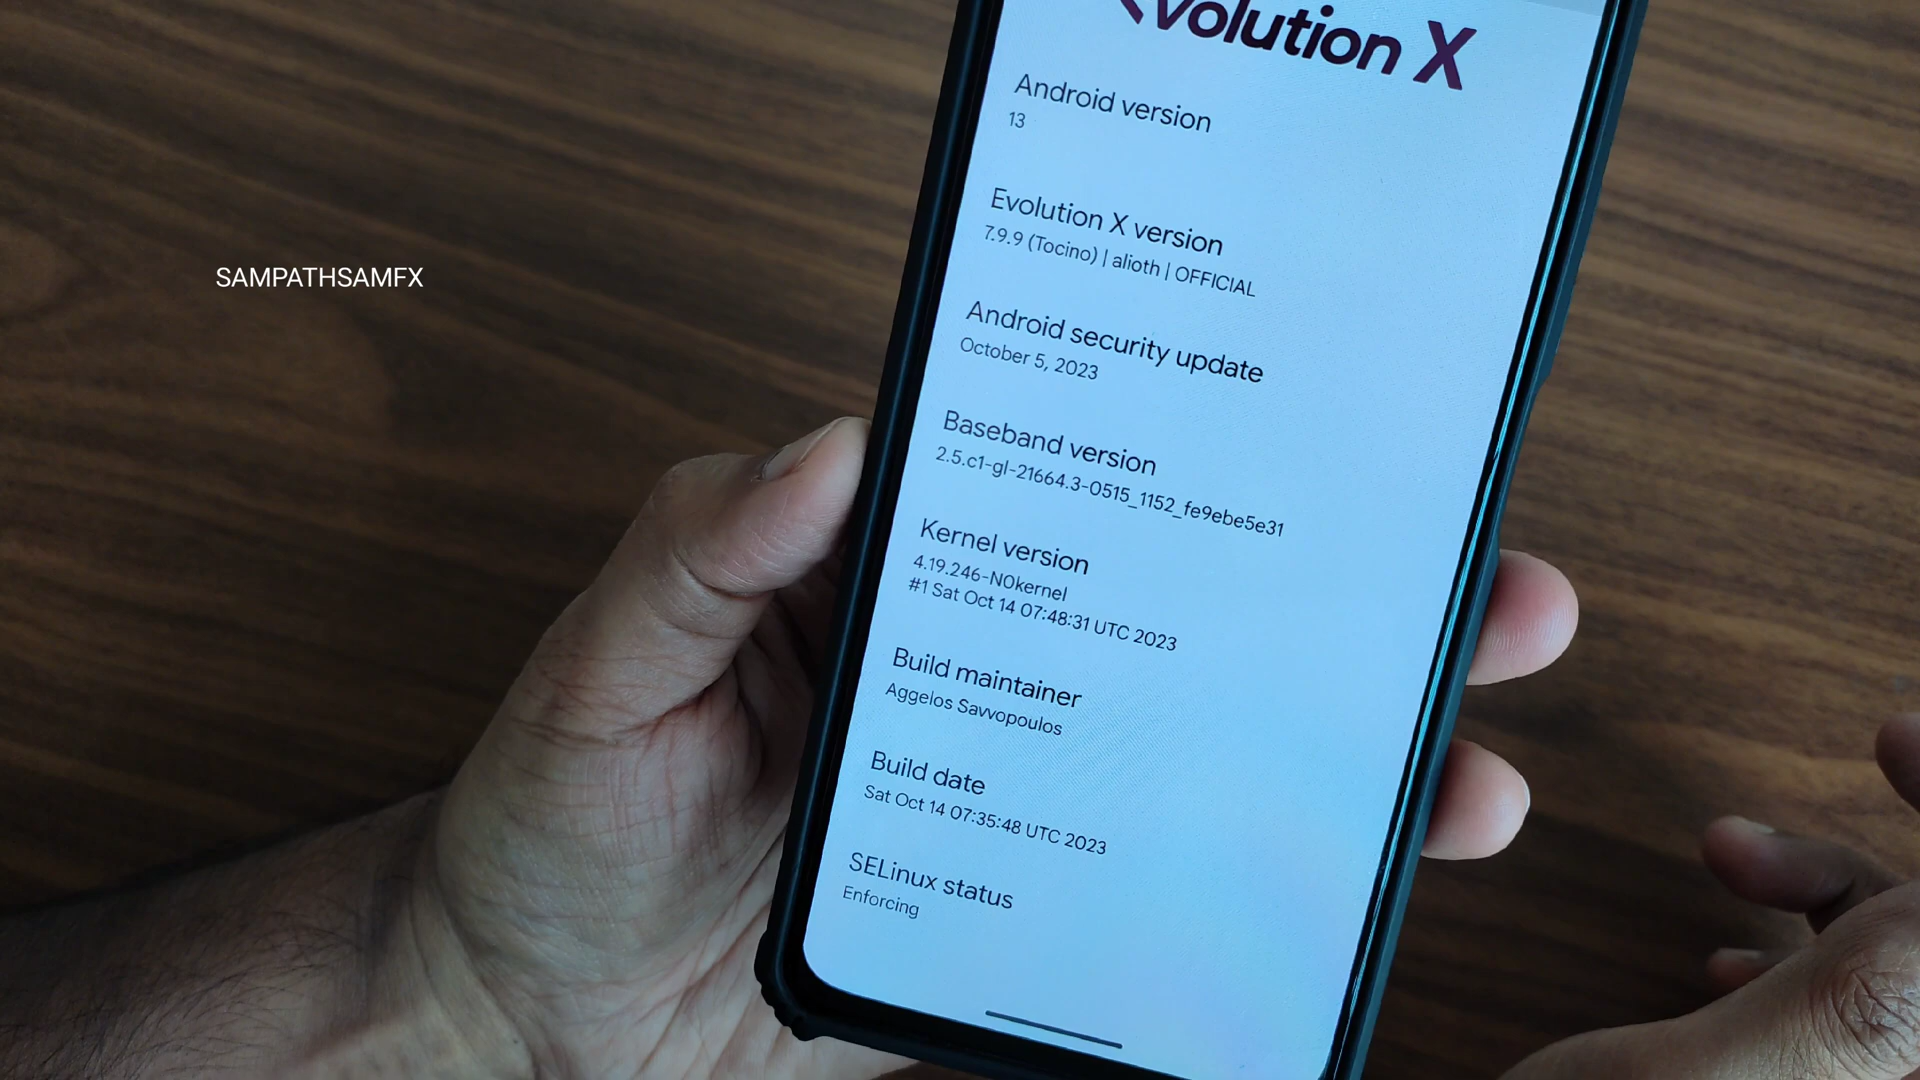 volution X
Android version
13
Evolution X version
7.9.9 (Tocino) | alioth | OFFICIAL
Android security update
October 5, 2023
Baseband version
2.5.c1-gl-21664.3-0515_1152_fe9ebe5e31
Kernel version
4.19.246-N0kernel
#1 Sat Oct 14 07:48:31 UTC 2023
Build maintainer
Aggelos Savvopoulos
Build date
Sat Oct 14 07:35:48 UTC 2023
SELinux status
Enforcing
SAMPATHSAMFX